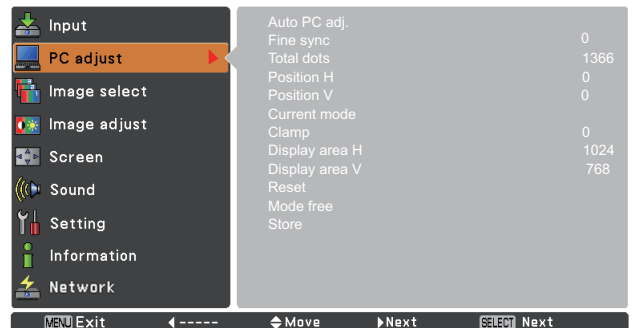 Input
PC adjust
Image select
Image adjust
Screen
Sound
Setting
Information
Network
Auto PC adj.
Fine sync 0
Total dots 1366
Position H 0
Position V 0
Current mode
Clamp 0
Display area H 1024
Display area V 768
Reset
Mode free
Store
MENU Exit ----- Move Next SELECT Next